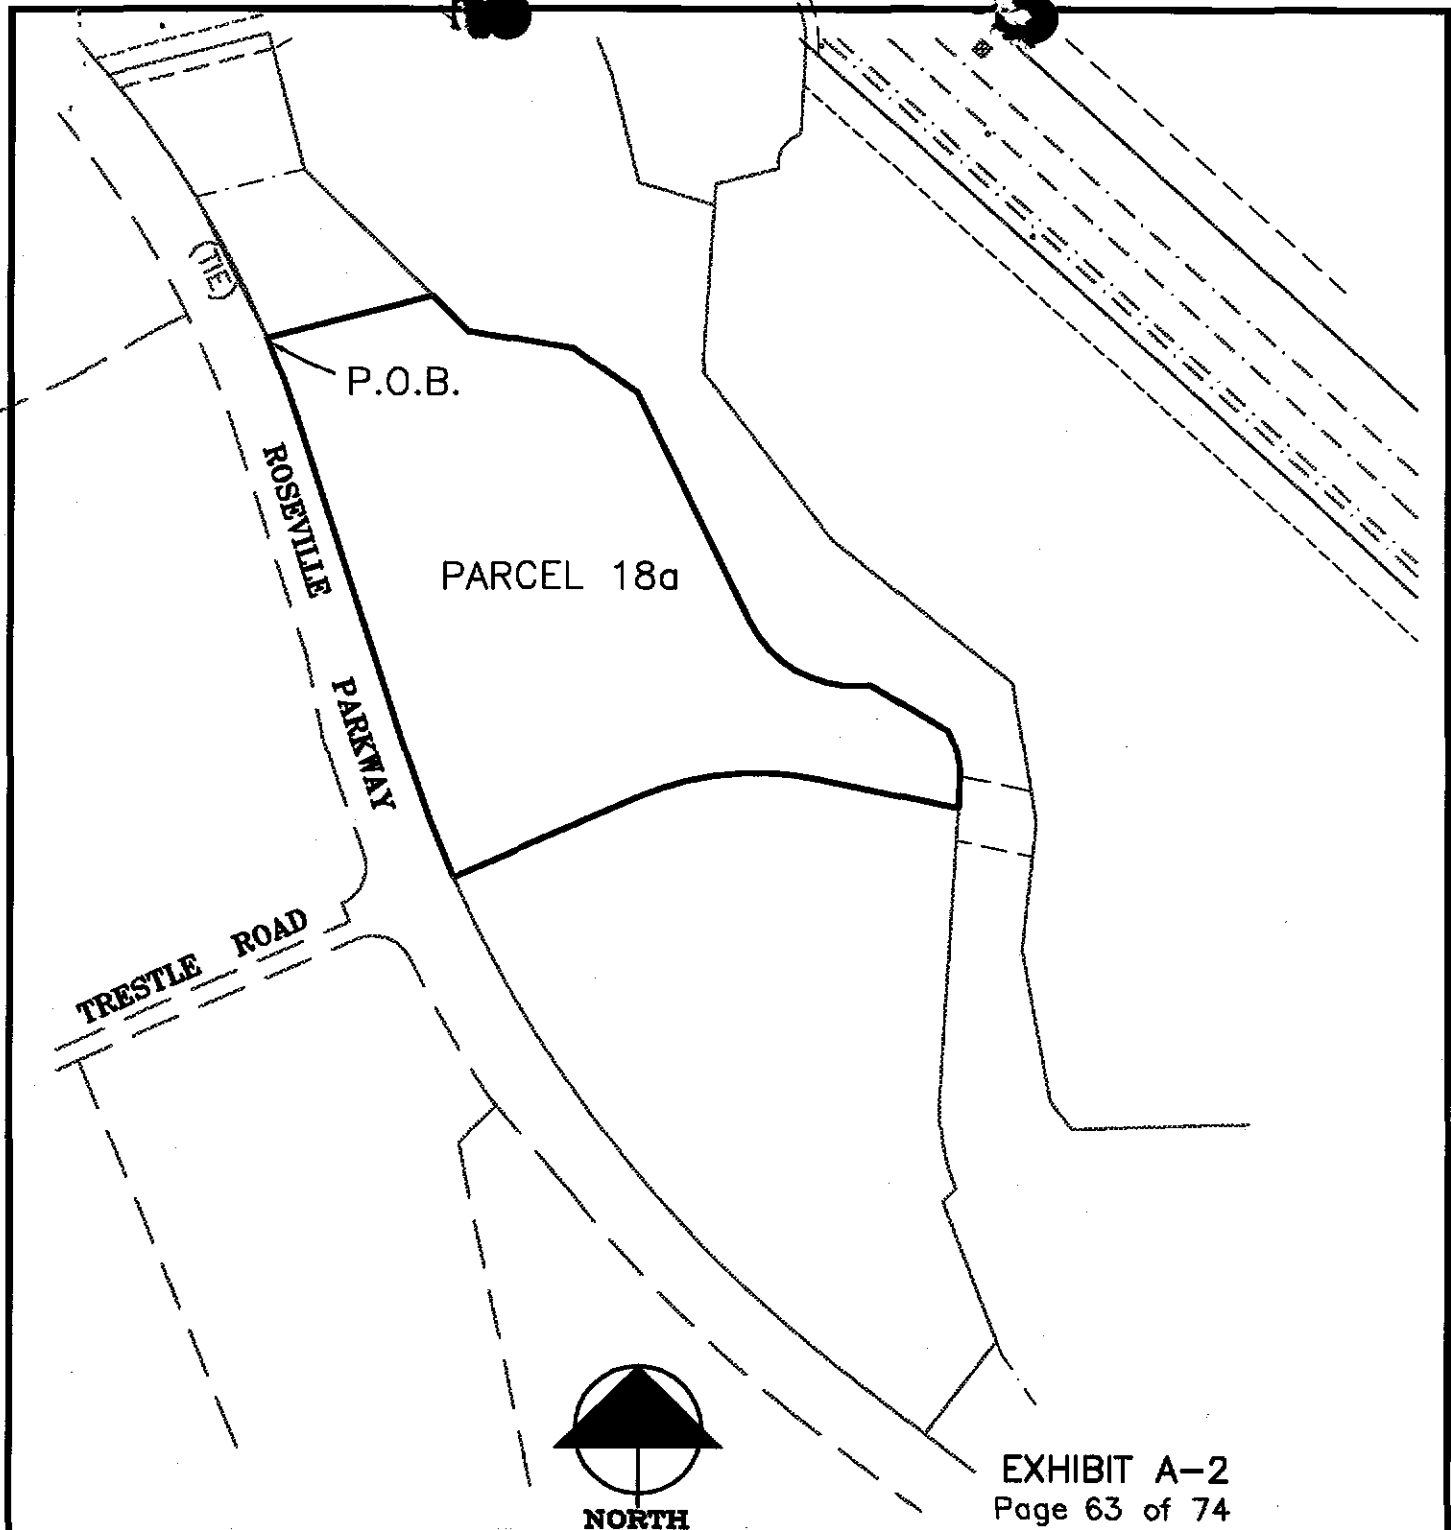 (TIE)
P.O.B.
ROSEVILLE PARKWAY
PARCEL 18a
TRESTLE ROAD
NORTH
EXHIBIT A-2
Page 63 of 74